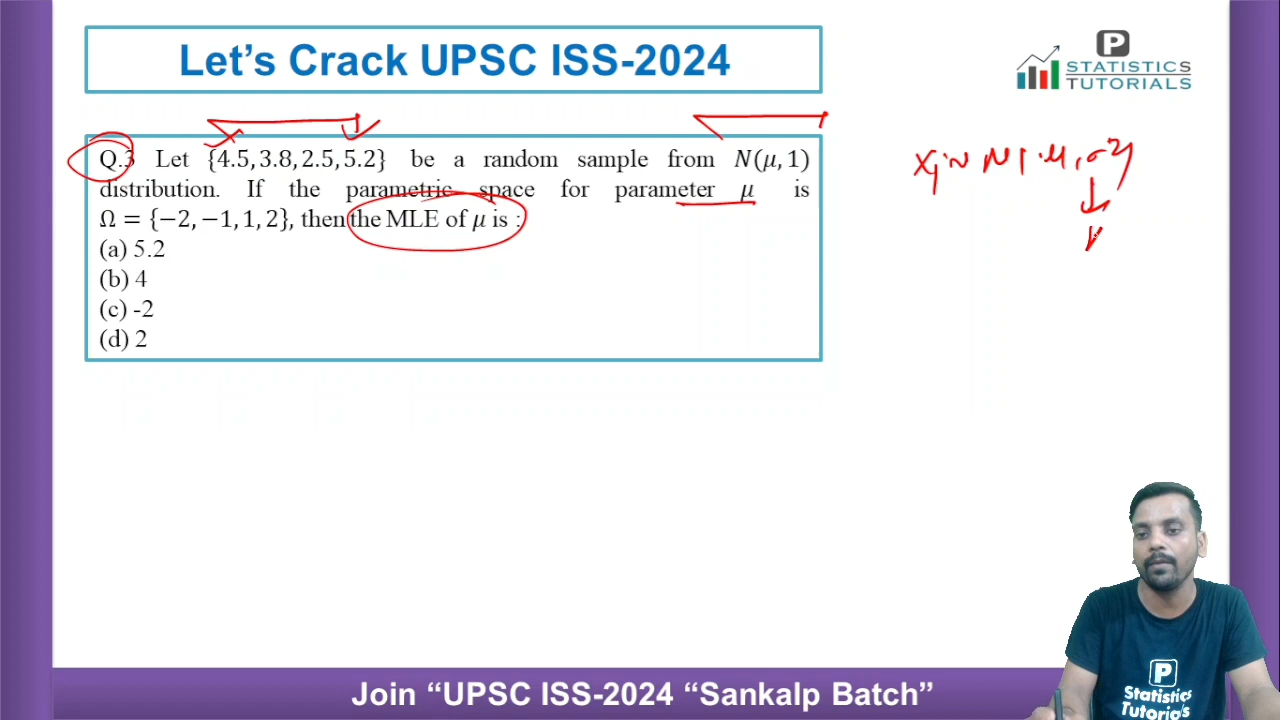 Let's Crack UPSC ISS-2024
P
STATISTICS
TUTORIALS
Q.3 Let {4.5, 3.8, 2.5, 5.2} be a random sample from N(μ, 1)
distribution. If the parametric space for parameter μ is
Ω = {−2, −1, 1, 2}, then the MLE of μ is :
(a) 5.2
(b) 4
(c) -2
(d) 2
Xi ~ N(μ, σ²)
P
Statistics
Tutorials
Join “UPSC ISS-2024 “Sankalp Batch”